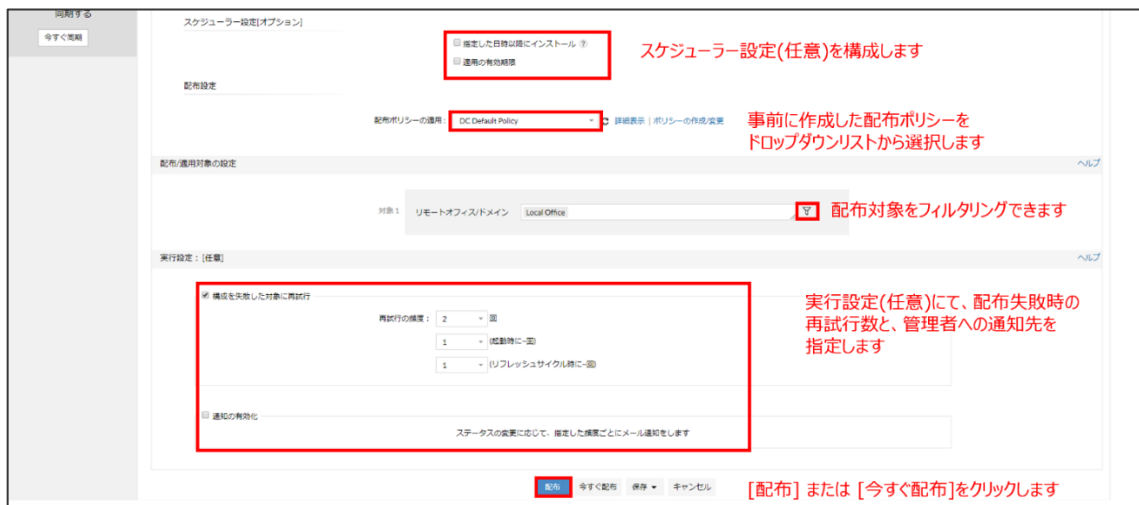 同期する
今すぐ同期
スケジューラー設定[オプション]
指定した日時以降にインストール ?
適用の有効期限
スケジューラー設定(任意)を構成します
配布設定
配布ポリシーの適用: DC Default Policy 詳細表示 | ポリシーの作成/変更
事前に作成した配布ポリシーを
ドロップダウンリストから選択します
配布/適用対象の設定 ヘルプ
対象 1 リモートオフィス/ドメイン Local Office
配布対象をフィルタリングできます
実行設定: [任意] ヘルプ
構成を失敗した対象に再試行
再試行の頻度: 2 回
1 (起動時に-回)
1 (リフレッシュサイクル時に-回)
実行設定(任意)にて、配布失敗時の
再試行数と、管理者への通知先を
指定します
通知の有効化
ステータスの変更に応じて、指定した頻度ごとにメール通知をします
配布 今すぐ配布 保存 キャンセル
[配布] または [今すぐ配布]をクリックします